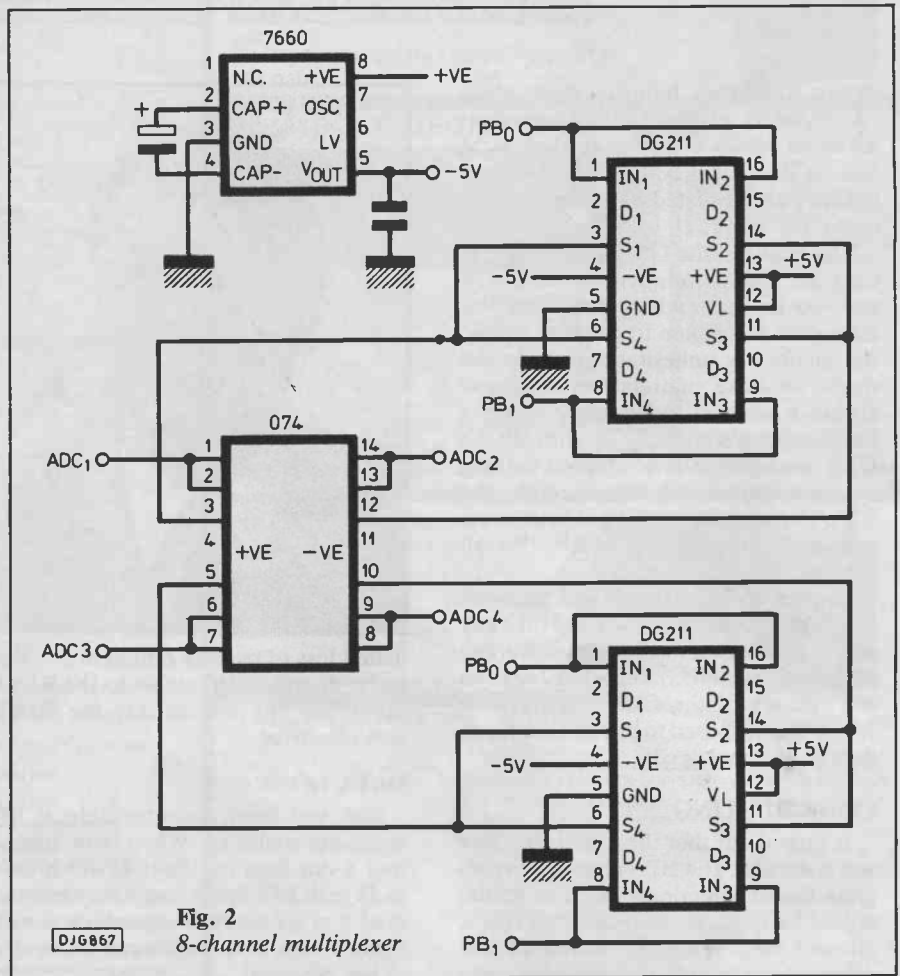 7660
1 N.C. +VE 8 +VE
2 CAP+ OSC 7
3 GND LV 6
4 CAP- VOUT 5 -5V
+
PB0
DG211
1 IN1 IN2 16
2 D1 D2 15
3 S1 S2 14
-5V 4 -VE +VE 13 +5V
5 GND VL 12
6 S4 S3 11
7 D4 D3 10
PB1 8 IN4 IN3 9
074
ADC1 1 14 ADC2
2 13
3 12
4 +VE -VE 11
5 10
6 9 ADC4
ADC3 7 8
DG211
PB0 1 IN1 IN2 16
2 D1 D2 15
3 S1 S2 14
-5V 4 -VE +VE 13 +5V
5 GND VL 12
6 S4 S3 11
7 D4 D3 10
8 IN4 IN3 9
PB1
DJG867
Fig. 2
8-channel multiplexer